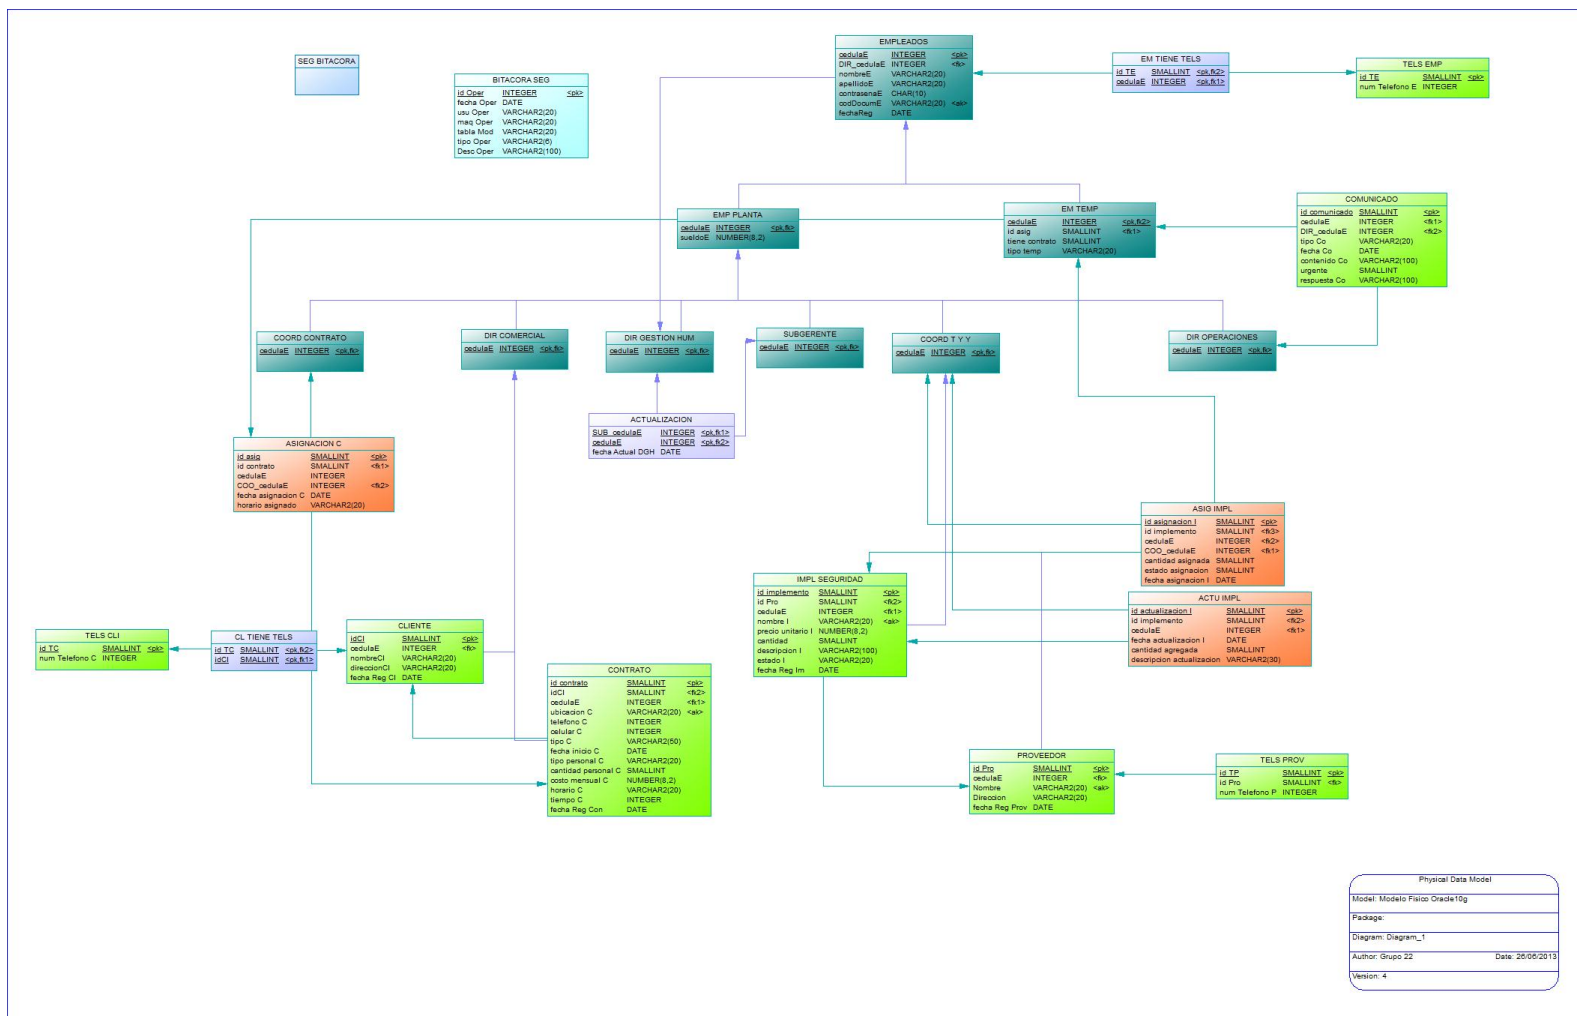 SEG BITACORA
BITACORA SEG
id Oper INTEGER <pk>
fecha Oper DATE
usu Oper VARCHAR2(20)
maq Oper VARCHAR2(20)
tabla Mod VARCHAR2(20)
tipo Oper VARCHAR2(6)
Desc Oper VARCHAR2(100)
EMPLEADOS
cedulaE INTEGER <pk>
DIR_cedulaE INTEGER <fk>
nombreE VARCHAR2(20)
apellidoE VARCHAR2(20)
contrasenaE CHAR(10)
codDocumE VARCHAR2(20) <ak>
fechaReg DATE
EM TIENE TELS
id TE SMALLINT <pk,fk2>
cedulaE INTEGER <pk,fk1>
TELS EMP
id TE SMALLINT <pk>
num Telefono E INTEGER
EMP PLANTA
cedulaE INTEGER <pk,fk>
sueldoE NUMBER(8,2)
EM TEMP
cedulaE INTEGER <pk,fk2>
id asig SMALLINT <fk1>
tiene contrato SMALLINT
tipo temp VARCHAR2(20)
COMUNICADO
id comunicado SMALLINT <pk>
cedulaE INTEGER <fk1>
DIR_cedulaE INTEGER <fk2>
tipo Co VARCHAR2(20)
fecha Co DATE
contenido Co VARCHAR2(100)
urgente SMALLINT
respuesta Co VARCHAR2(100)
COORD CONTRATO
cedulaE INTEGER <pk,fk>
DIR COMERCIAL
cedulaE INTEGER <pk,fk>
DIR GESTION HUM
cedulaE INTEGER <pk,fk>
SUBGERENTE
cedulaE INTEGER <pk,fk>
COORD T Y Y
cedulaE INTEGER <pk,fk>
DIR OPERACIONES
cedulaE INTEGER <pk,fk>
ACTUALIZACION
SUB_cedulaE INTEGER <pk,fk1>
cedulaE INTEGER <pk,fk2>
fecha Actual DGH DATE
ASIGNACION C
id asig SMALLINT <pk>
id contrato SMALLINT <fk1>
cedulaE INTEGER
COO_cedulaE INTEGER <fk2>
fecha asignacion C DATE
horario asignado VARCHAR2(20)
ASIG IMPL
id asignacion I SMALLINT <pk>
id implemento SMALLINT <fk3>
cedulaE INTEGER <fk2>
COO_cedulaE INTEGER <fk1>
cantidad asignada SMALLINT
estado asignacion SMALLINT
fecha asignacion I DATE
IMPL SEGURIDAD
id implemento SMALLINT <pk>
id Pro SMALLINT <fk2>
cedulaE INTEGER <fk1>
nombre I VARCHAR2(20) <ak>
precio unitario I NUMBER(8,2)
cantidad SMALLINT
descripcion I VARCHAR2(100)
estado I VARCHAR2(20)
fecha Reg Im DATE
ACTU IMPL
id actualizacion I SMALLINT <pk>
id implemento SMALLINT <fk2>
cedulaE INTEGER <fk1>
fecha actualizacion I DATE
cantidad agregada SMALLINT
descripcion actualizacion VARCHAR2(30)
TELS CLI
id TC SMALLINT <pk>
num Telefono C INTEGER
CL TIENE TELS
id TC SMALLINT <pk,fk2>
idCl SMALLINT <pk,fk1>
CLIENTE
idCl SMALLINT <pk>
cedulaE INTEGER <fk>
nombreCl VARCHAR2(20)
direccionCl VARCHAR2(20)
fecha Reg Cl DATE
CONTRATO
id contrato SMALLINT <pk>
idCl SMALLINT <fk2>
cedulaE INTEGER <fk1>
ubicacion C VARCHAR2(20) <ak>
telefono C INTEGER
celular C INTEGER
tipo C VARCHAR2(50)
fecha inicio C DATE
tipo personal C VARCHAR2(20)
cantidad personal C SMALLINT
costo mensual C NUMBER(8,2)
horario C VARCHAR2(20)
tiempo C INTEGER
fecha Reg Con DATE
PROVEEDOR
id Pro SMALLINT <pk>
cedulaE INTEGER <fk>
Nombre VARCHAR2(20) <ak>
Direccion VARCHAR2(20)
fecha Reg Prov DATE
TELS PROV
id TP SMALLINT <pk>
id Pro SMALLINT <fk>
num Telefono P INTEGER
Physical Data Model
Model: Modelo Fisico Oracle10g
Package:
Diagram: Diagram_1
Author: Grupo 22 Date: 26/06/2013
Version: 4